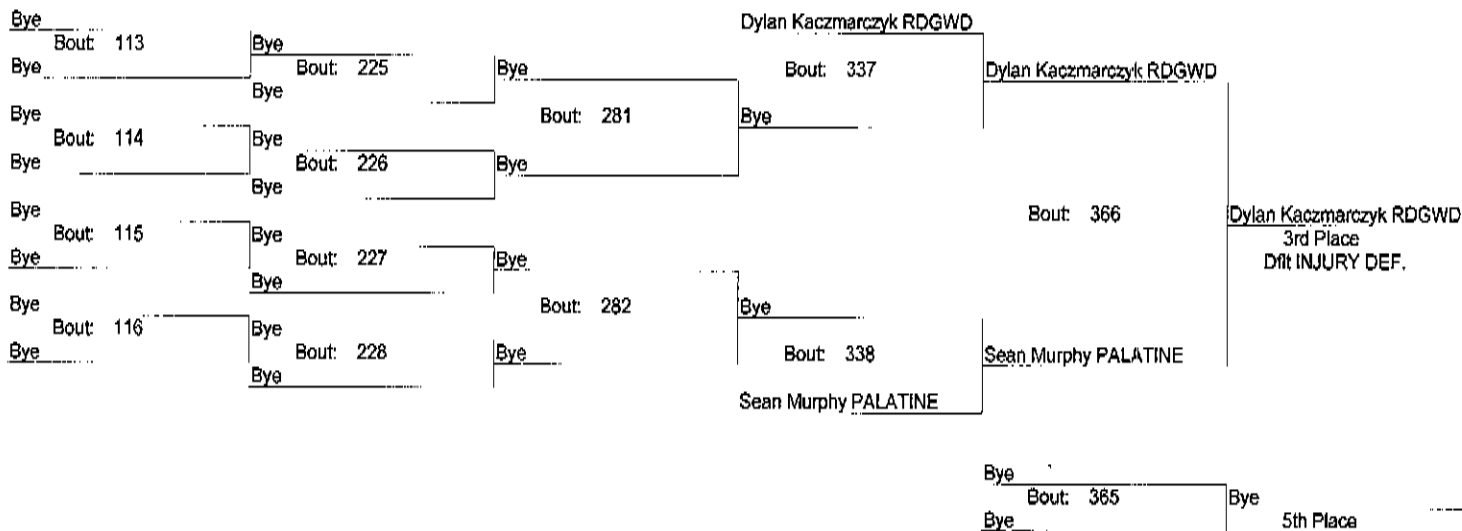 Bye
Bout: 113
Bye
Bye
Bout: 114
Bye
Bye
Bout: 115
Bye
Bye
Bout: 116
Bye
Bye
Bout: 225
Bye
Bye
Bout: 226
Bye
Bye
Bout: 227
Bye
Bye
Bout: 228
Bye
Bye
Bout: 281
Bye
Bye
Bout: 282
Bye
Dylan Kaczmarczyk RDGWD
Bout: 337
Bye
Bye
Bout: 338
Sean Murphy PALATINE
Dylan Kaczmarczyk RDGWD
Bout: 366
Sean Murphy PALATINE
Dylan Kaczmarczyk RDGWD
3rd Place
Dflt INJURY DEF.
Bye
Bout: 365
Bye
Bye
5th Place